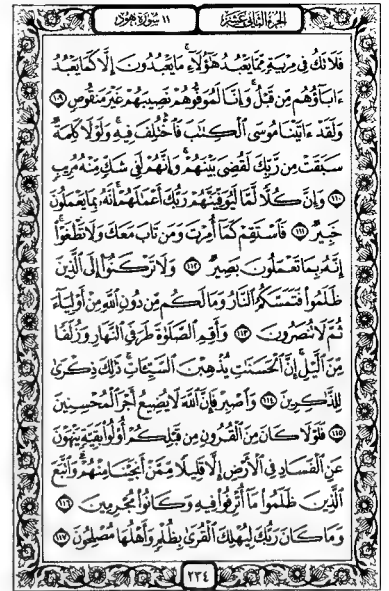 الجزء الثاني عشر ١١ سورة هود
فَلَا تَكُ فِي مِرْيَةٍ مِّمَّا يَعْبُدُ هَٰٓؤُلَآءِ مَا يَعْبُدُونَ إِلَّا كَمَا يَعْبُدُ
ءَابَآؤُهُم مِّن قَبْلُ وَإِنَّا لَمُوَفُّوهُمْ نَصِيبَهُمْ غَيْرَ مَنقُوصٍ ١٠٩
وَلَقَدْ ءَاتَيْنَا مُوسَى ٱلْكِتَٰبَ فَٱخْتُلِفَ فِيهِ وَلَوْلَا كَلِمَةٌ
سَبَقَتْ مِن رَّبِّكَ لَقُضِيَ بَيْنَهُمْ وَإِنَّهُمْ لَفِي شَكٍّ مِّنْهُ مُرِيبٍ
١١٠ وَإِنَّ كُلًّا لَّمَّا لَيُوَفِّيَنَّهُمْ رَبُّكَ أَعْمَٰلَهُمْ إِنَّهُۥ بِمَا يَعْمَلُونَ
خَبِيرٌ ١١١ فَٱسْتَقِمْ كَمَآ أُمِرْتَ وَمَن تَابَ مَعَكَ وَلَا تَطْغَوْا۟
إِنَّهُۥ بِمَا تَعْمَلُونَ بَصِيرٌ ١١٢ وَلَا تَرْكَنُوٓا۟ إِلَى ٱلَّذِينَ
ظَلَمُوا۟ فَتَمَسَّكُمُ ٱلنَّارُ وَمَا لَكُم مِّن دُونِ ٱللَّهِ مِنْ أَوْلِيَآءَ
ثُمَّ لَا تُنصَرُونَ ١١٣ وَأَقِمِ ٱلصَّلَوٰةَ طَرَفَيِ ٱلنَّهَارِ وَزُلَفًا
مِّنَ ٱلَّيْلِ إِنَّ ٱلْحَسَنَٰتِ يُذْهِبْنَ ٱلسَّيِّـَٔاتِ ذَٰلِكَ ذِكْرَىٰ
لِلذَّٰكِرِينَ ١١٤ وَٱصْبِرْ فَإِنَّ ٱللَّهَ لَا يُضِيعُ أَجْرَ ٱلْمُحْسِنِينَ
١١٥ فَلَوْلَا كَانَ مِنَ ٱلْقُرُونِ مِن قَبْلِكُمْ أُو۟لُوا۟ بَقِيَّةٍ يَنْهَوْنَ
عَنِ ٱلْفَسَادِ فِي ٱلْأَرْضِ إِلَّا قَلِيلًا مِّمَّنْ أَنجَيْنَا مِنْهُمْ وَٱتَّبَعَ
ٱلَّذِينَ ظَلَمُوا۟ مَآ أُتْرِفُوا۟ فِيهِ وَكَانُوا۟ مُجْرِمِينَ ١١٦
وَمَا كَانَ رَبُّكَ لِيُهْلِكَ ٱلْقُرَىٰ بِظُلْمٍ وَأَهْلُهَا مُصْلِحُونَ ١١٧
٢٣٤